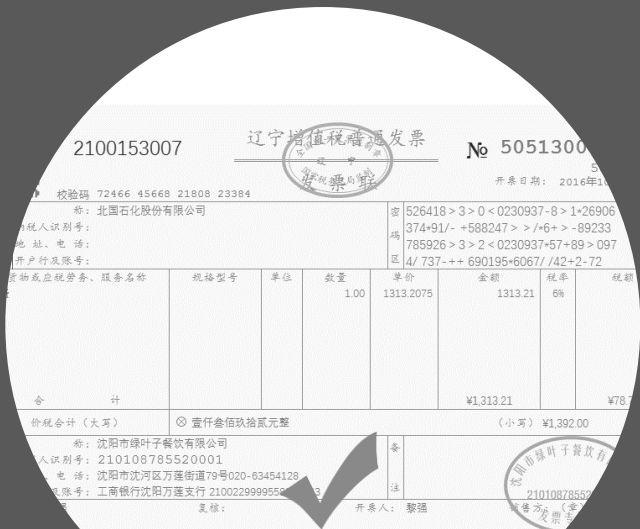 2100153007 辽宁增值税普通发票 № 5051300
发票联
开票日期: 2016年10
校验码 72466 45668 21808 23384
称: 北国石化股份有限公司
纳税人识别号:
地 址、电 话:
开户行及账号:
密码区
526418>3>0<0230937-8>1*26906
374*91/- +588247> >/*6+> -89233
785926>3>2<0230937*57+89>097
4/ 737-++ 690195*6067/ /42+2-72
货物或应税劳务、服务名称 规格型号 单位 数量 单价 金额 税率 税额
1.00 1313.2075 1313.21 6%
合 计 ¥1,313.21 ¥78.7
价税合计(大写) ⊗ 壹仟叁佰玖拾贰元整 (小写) ¥1,392.00
称: 沈阳市绿叶子餐饮有限公司
人识别号: 210108785520001
、电 话: 沈阳市沈河区万莲街道79号020-63454128
及账号: 工商银行沈阳万莲支行 2100229999558
备注
沈阳市绿叶子餐饮有
210108785520
复核: 开票人: 黎强 销售方: (章)